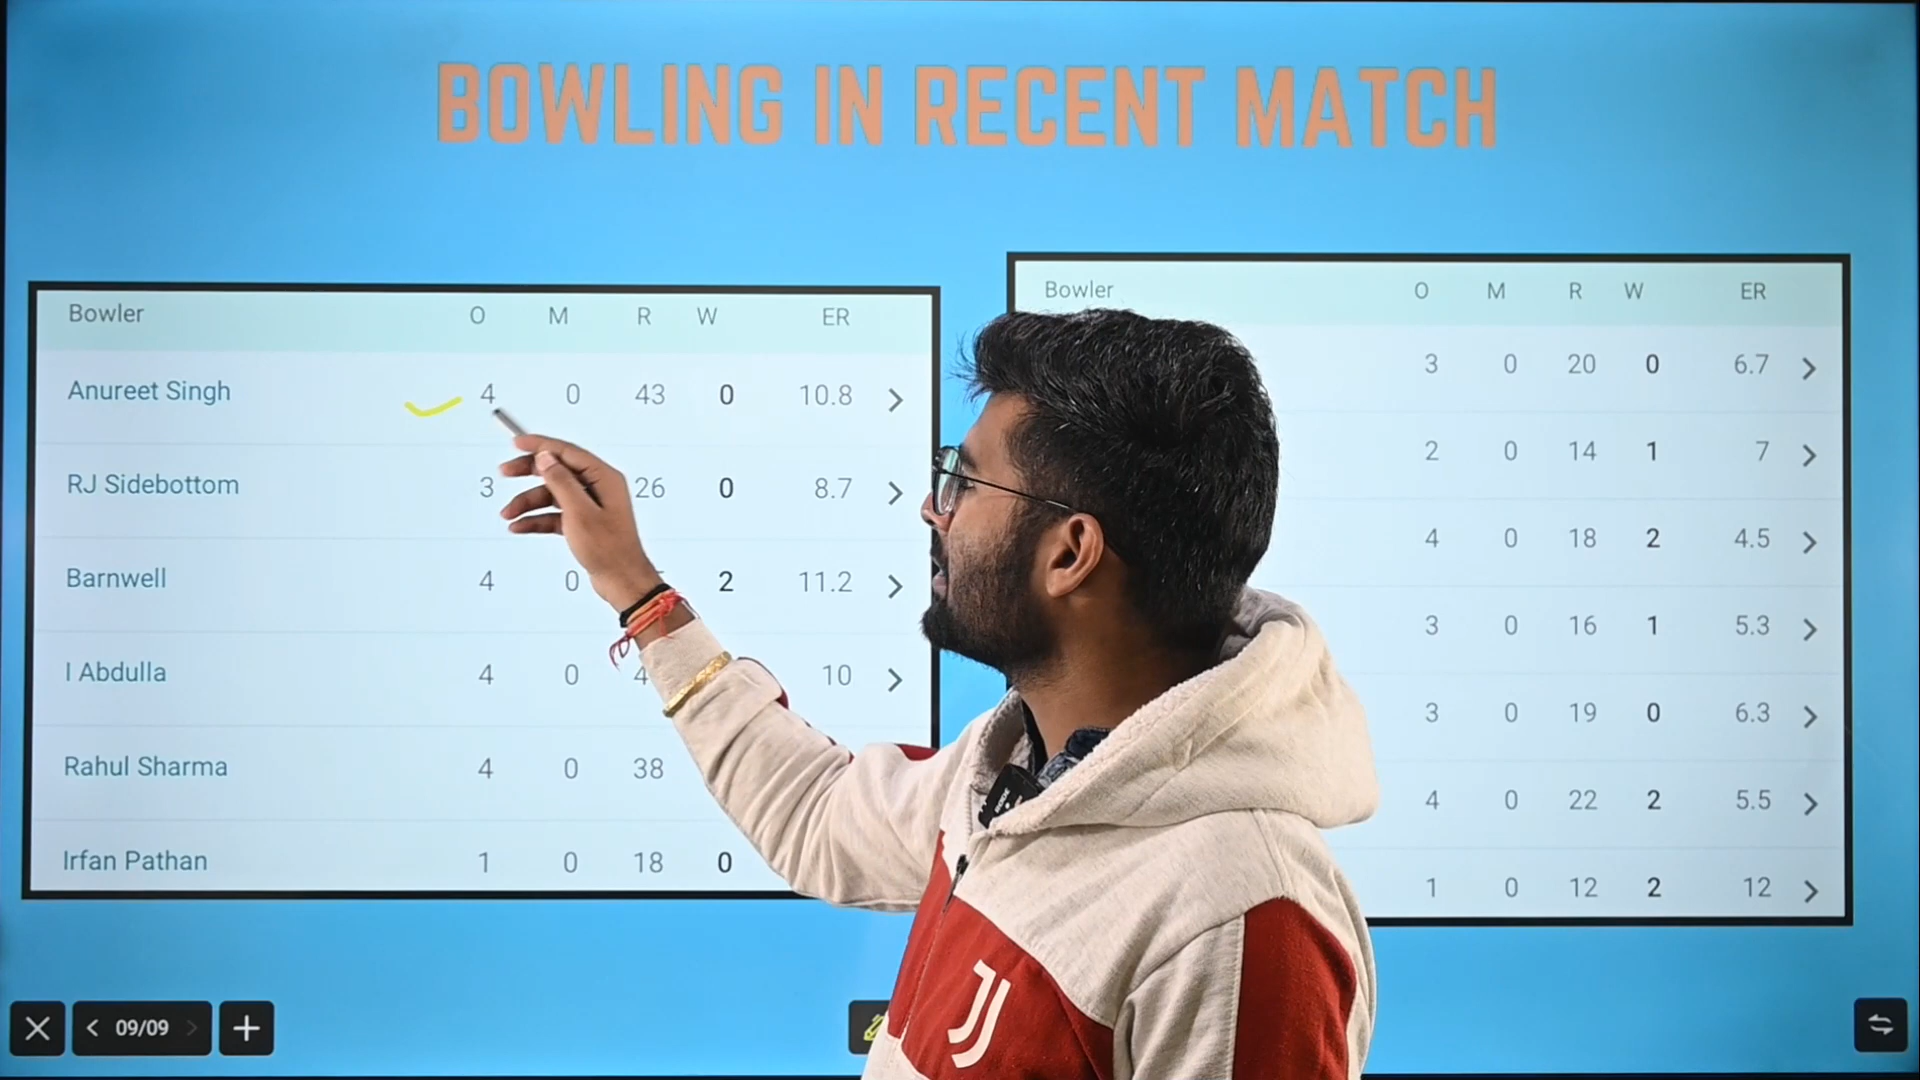 BOWLING IN RECENT MATCH
Bowler O M R W ER
Anureet Singh 4 0 43 0 10.8
RJ Sidebottom 3 26 0 8.7
Barnwell 4 0 2 11.2
I Abdulla 4 0 10
Rahul Sharma 4 0 38
Irfan Pathan 1 0 18 0
Bowler O M R W ER
3 0 20 0 6.7
2 0 14 1 7
4 0 18 2 4.5
3 0 16 1 5.3
3 0 19 0 6.3
4 0 22 2 5.5
1 0 12 2 12
09/09